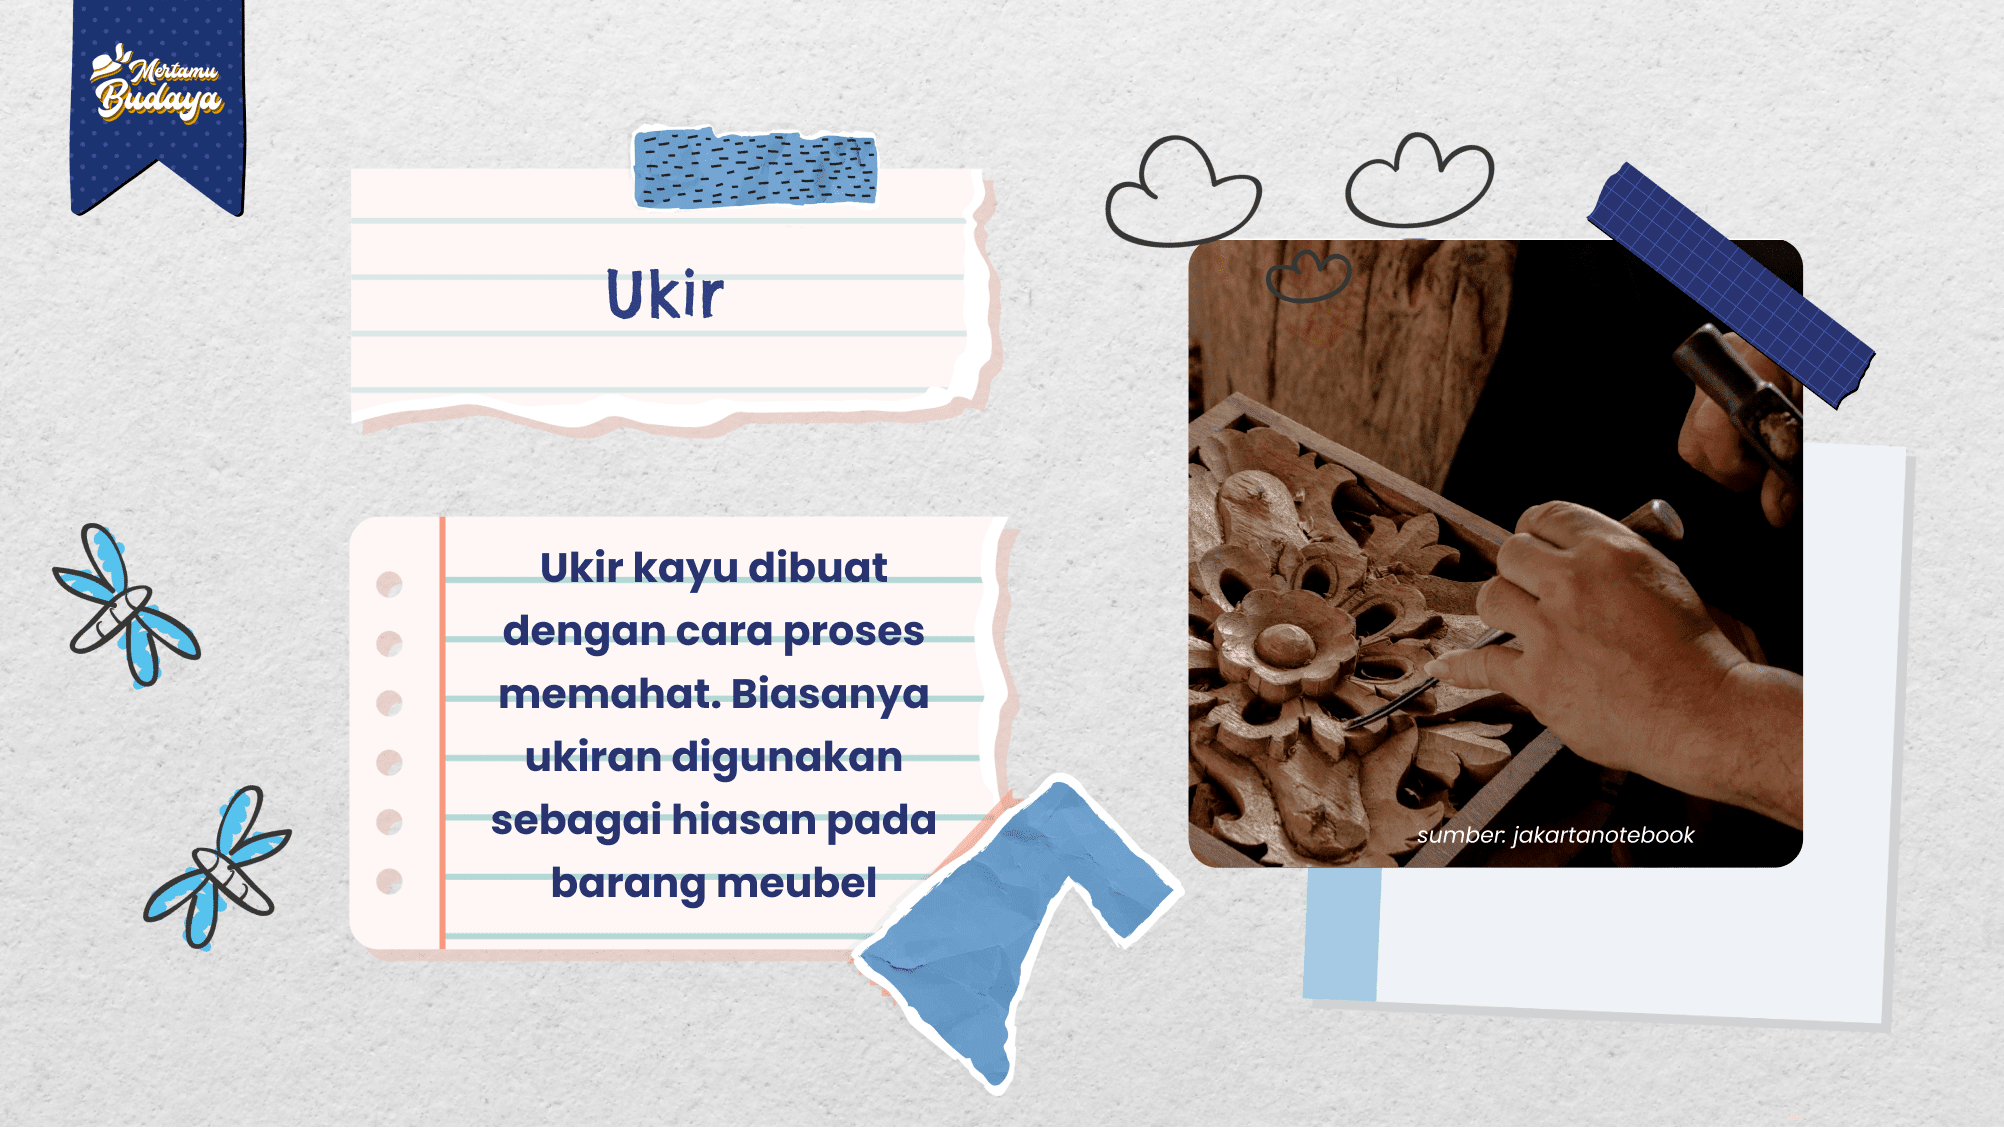 Mertamu
Budaya
Ukir
Ukir kayu dibuat
dengan cara proses
memahat. Biasanya
ukiran digunakan
sebagai hiasan pada
barang meubel
sumber: jakartanotebook